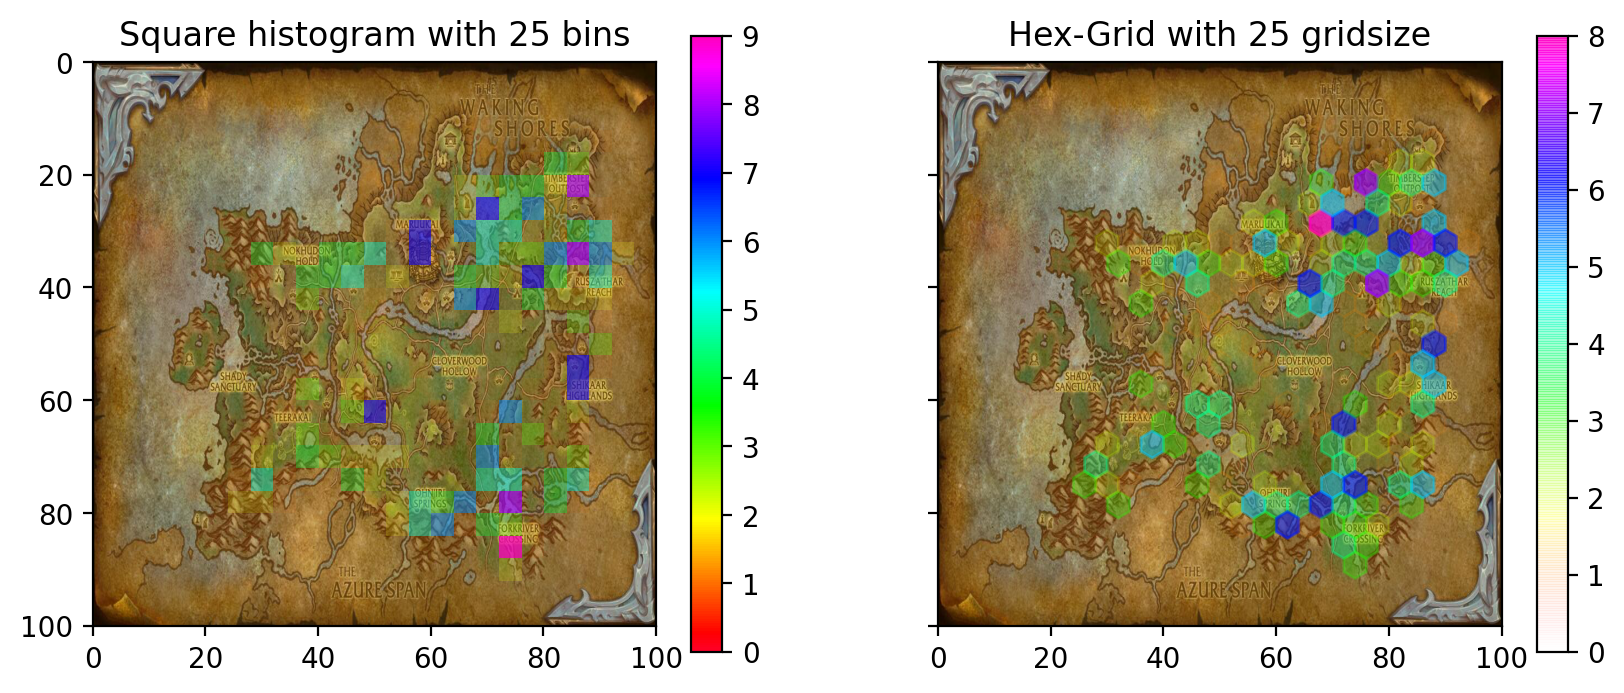 Square histogram with 25 bins
0
20
40
60
80
100
0
20
40
60
80
100
THE
WAKING
SHORES
TIMBERSTEP
OUTPOST
MARUUKAI
NOKHUDON
HOLD
RUSZA'THAR
REACH
CLOVERWOOD
HOLLOW
SHADY
SANCTUARY
SHIKAAR
HIGHLANDS
TEERAKAI
OHN'IRI
SPRINGS
FORKRIVER
CROSSING
THE
AZURE SPAN
9
8
7
6
5
4
3
2
1
0
Hex-Grid with 25 gridsize
0
20
40
60
80
100
THE
WAKING
SHORES
TIMBERSTEP
OUTPOST
MARUUKAI
NOKHUDON
HOLD
RUSZA'THAR
REACH
CLOVERWOOD
HOLLOW
SHADY
SANCTUARY
SHIKAAR
HIGHLANDS
TEERAKAI
OHN'IRI
SPRINGS
FORKRIVER
CROSSING
THE
AZURE SPAN
8
7
6
5
4
3
2
1
0